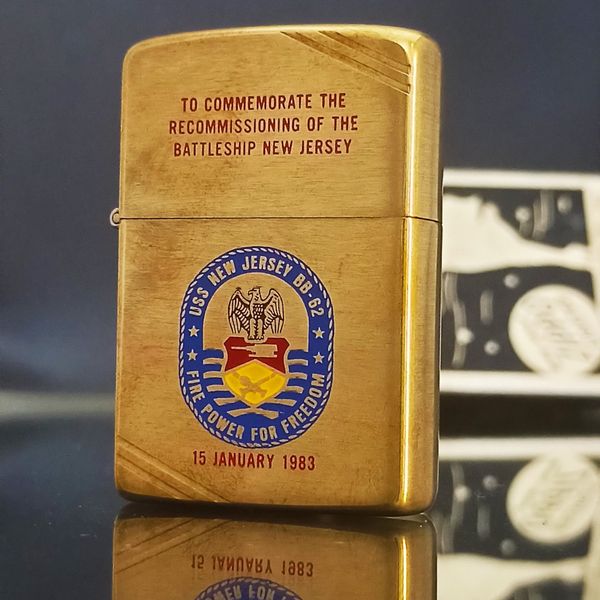 TO COMMEMORATE THE
RECOMMISSIONING OF THE
BATTLESHIP NEW JERSEY
USS NEW JERSEY BB-62
FIRE POWER FOR FREEDOM
15 JANUARY 1983